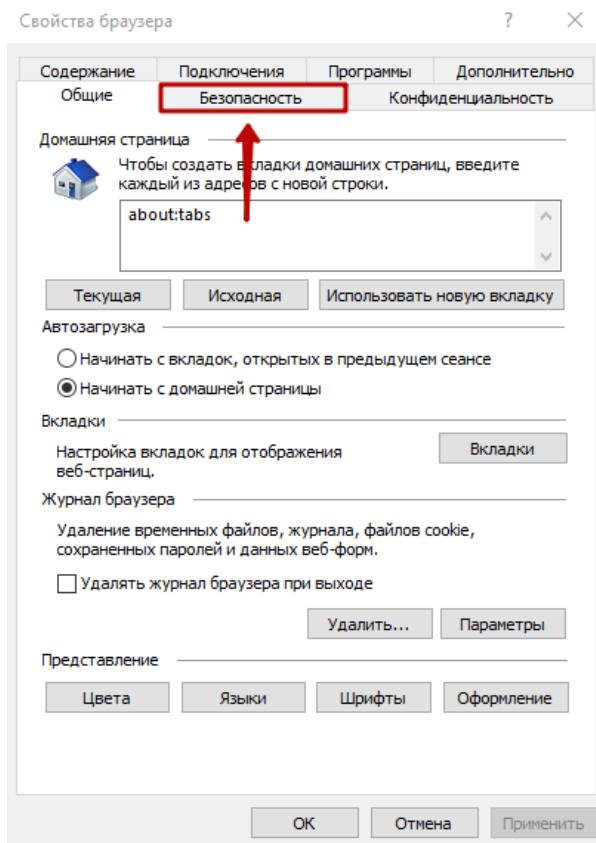 Свойства браузера
?
Содержание Подключения Программы Дополнительно
Общие Безопасность Конфиденциальность
Домашняя страница
Чтобы создать вкладки домашних страниц, введите
каждый из адресов с новой строки.
about:tabs
Текущая Исходная Использовать новую вкладку
Автозагрузка
Начинать с вкладок, открытых в предыдущем сеансе
Начинать с домашней страницы
Вкладки
Настройка вкладок для отображения
веб-страниц.
Вкладки
Журнал браузера
Удаление временных файлов, журнала, файлов cookie,
сохраненных паролей и данных веб-форм.
Удалять журнал браузера при выходе
Удалить... Параметры
Представление
Цвета Языки Шрифты Оформление
ОК Отмена Применить